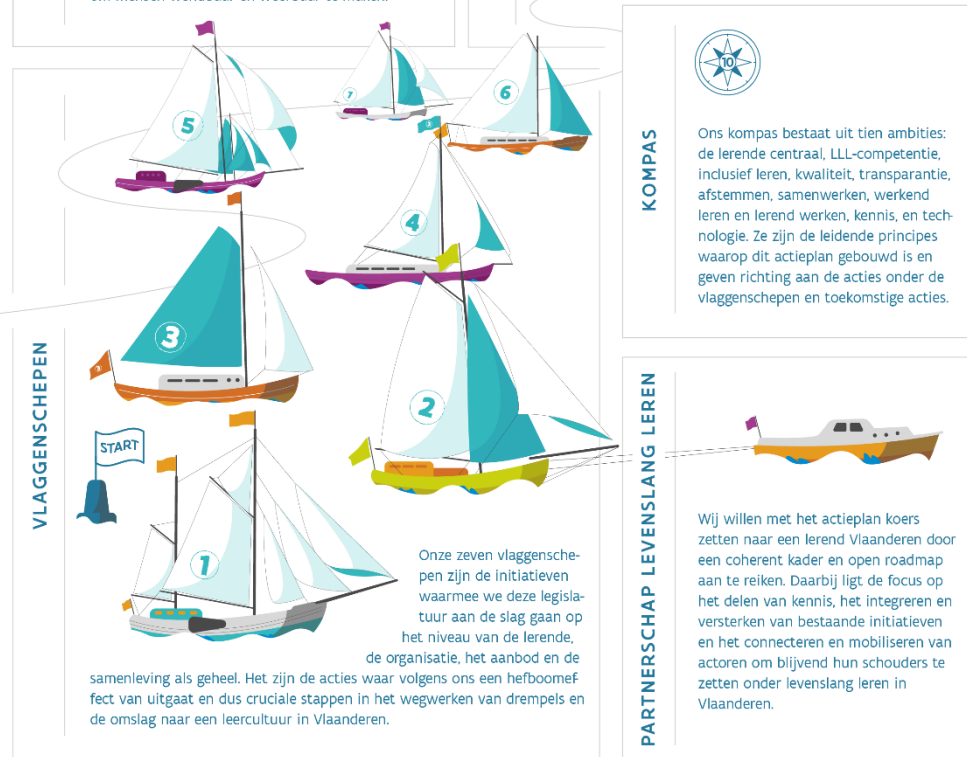 5
7
6
4
3
2
START
1
VLAGGENSCHEPEN
Onze zeven vlaggensche-
pen zijn de initiatieven
waarmee we deze legisla-
tuur aan de slag gaan op
het niveau van de lerende,
de organisatie, het aanbod en de
samenleving als geheel. Het zijn de acties waar volgens ons een hefboomef-
fect van uitgaat en dus cruciale stappen in het wegwerken van drempels en
de omslag naar een leercultuur in Vlaanderen.
10
KOMPAS
Ons kompas bestaat uit tien ambities:
de lerende centraal, LLL-competentie,
inclusief leren, kwaliteit, transparantie,
afstemmen, samenwerken, werkend
leren en lerend werken, kennis, en tech-
nologie. Ze zijn de leidende principes
waarop dit actieplan gebouwd is en
geven richting aan de acties onder de
vlaggenschepen en toekomstige acties.
PARTNERSCHAP LEVENSLANG LEREN
Wij willen met het actieplan koers
zetten naar een lerend Vlaanderen door
een coherent kader en open roadmap
aan te reiken. Daarbij ligt de focus op
het delen van kennis, het integreren en
versterken van bestaande initiatieven
en het connecteren en mobiliseren van
actoren om blijvend hun schouders te
zetten onder levenslang leren in
Vlaanderen.